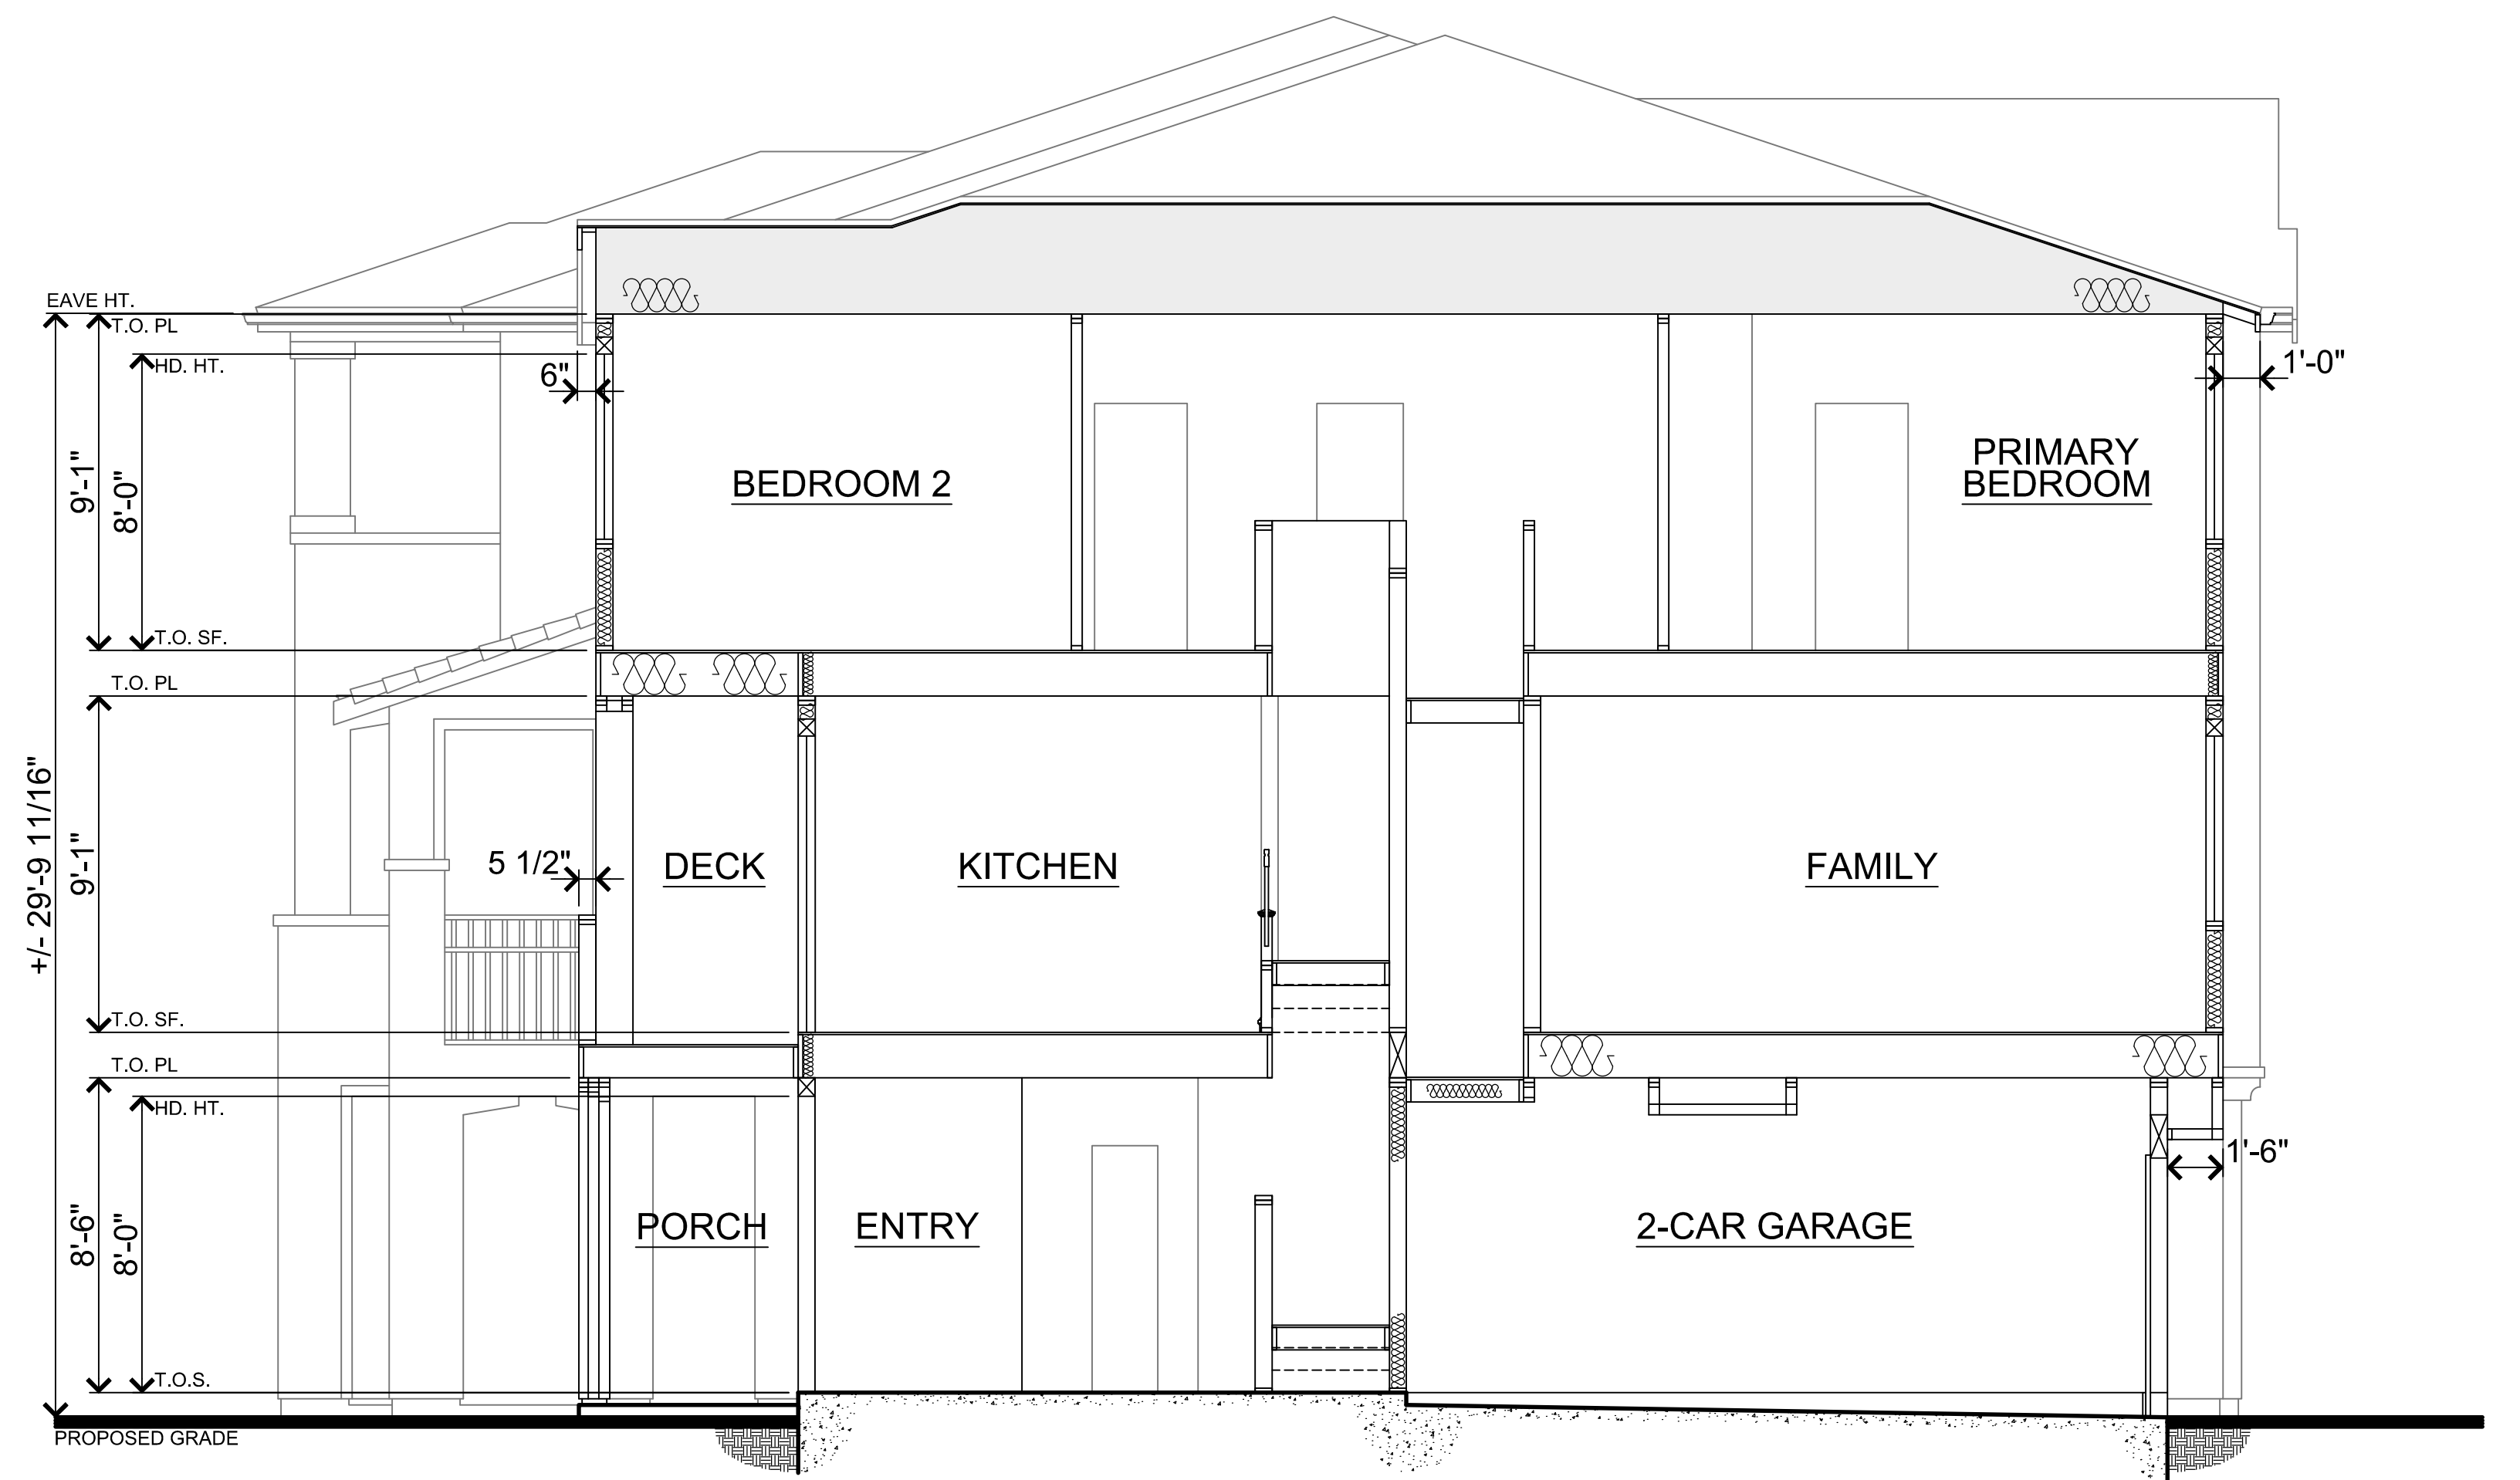 EAVE HT.
T.O. PL
HD. HT.
6"
1'-0"
9'-1"
8'-0"
BEDROOM 2
PRIMARY
BEDROOM
T.O. SF.
T.O. PL
+/- 29'-9 11/16"
9'-1"
5 1/2"
DECK
KITCHEN
FAMILY
T.O. SF.
T.O. PL
HD. HT.
1'-6"
8'-6"
8'-0"
PORCH
ENTRY
2-CAR GARAGE
T.O.S.
PROPOSED GRADE